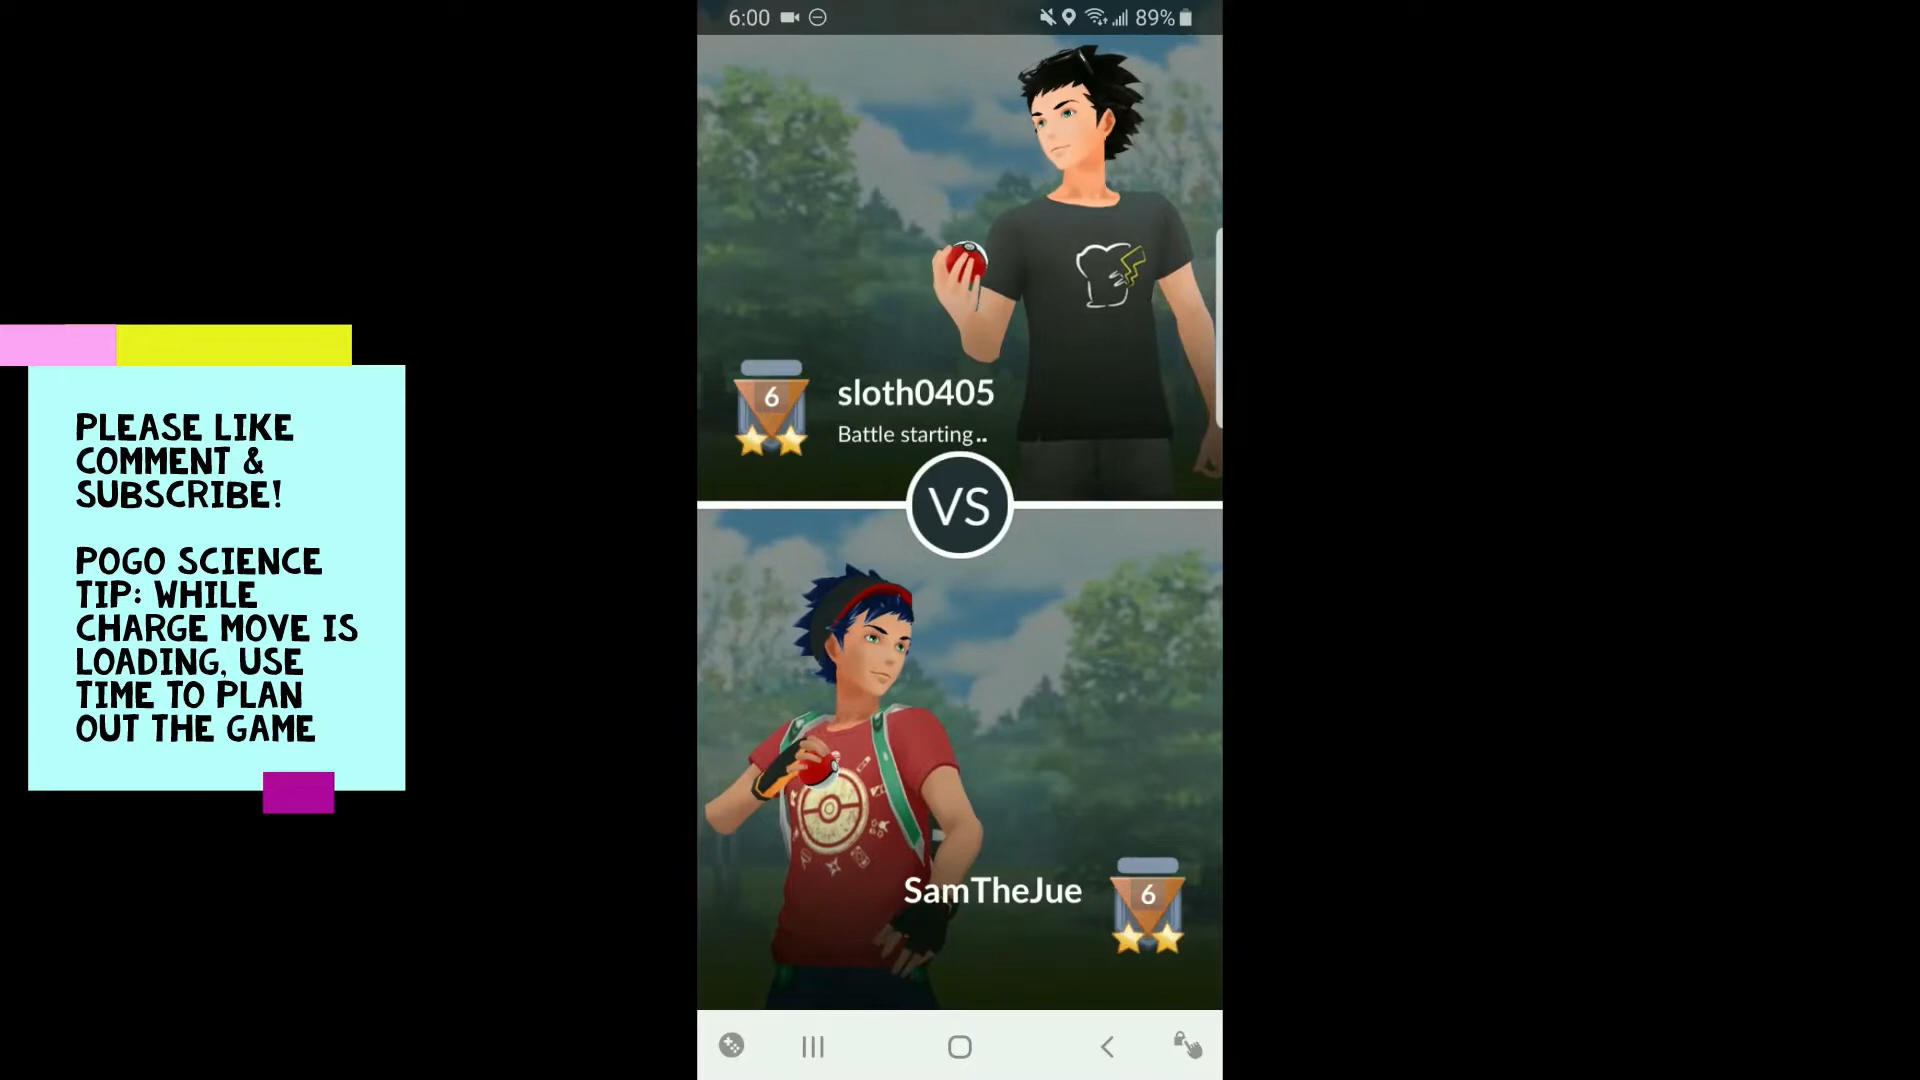 6:00
89%
6
sloth0405
Battle starting..
VS
SamTheJue
6
PLEASE LIKE
COMMENT &
SUBSCRIBE!
POGO SCIENCE
TIP: WHILE
CHARGE MOVE IS
LOADING, USE
TIME TO PLAN
OUT THE GAME